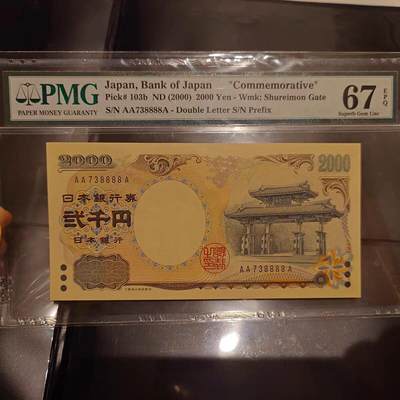 PMG
PAPER MONEY GUARANTY
Japan, Bank of Japan "Commemorative"
Pick# 103b ND (2000) 2000 Yen - Wmk: Shureimon Gate
S/N AA738888A - Double Letter S/N Prefix
67
EPQ
Superb Gem Unc
2000
2000
AA738888A
日本銀行券
弐千円
日本銀行
AA738888A